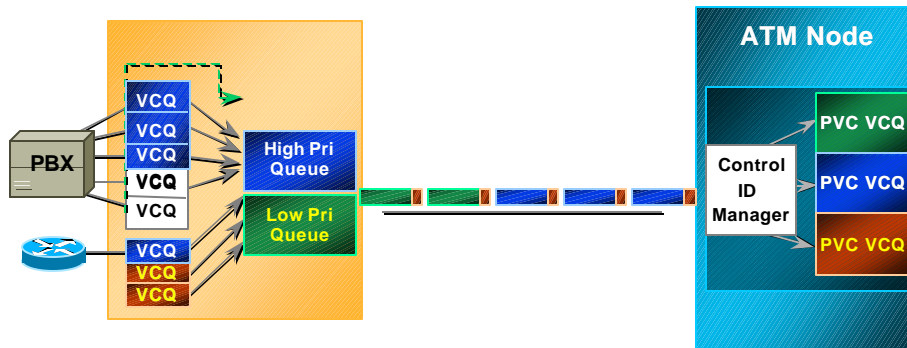 ATM Node
VCQ
VCQ
VCQ
VCQ
VCQ
PBX
High Pri
Queue
Low Pri
Queue
VCQ
VCQ
VCQ
Control
ID
Manager
PVC VCQ
PVC VCQ
PVC VCQ